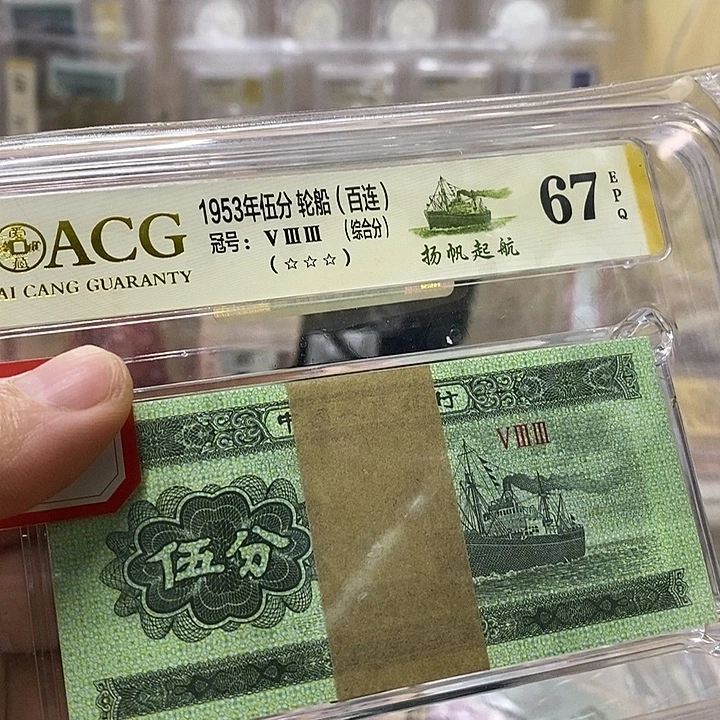 ACG
AI CANG GUARANTY
1953年伍分 轮船（百连）
冠号：ⅤⅢⅢ （综合分）
（☆☆☆）
扬帆起航
67
EPQ
ⅤⅢⅢ
伍分